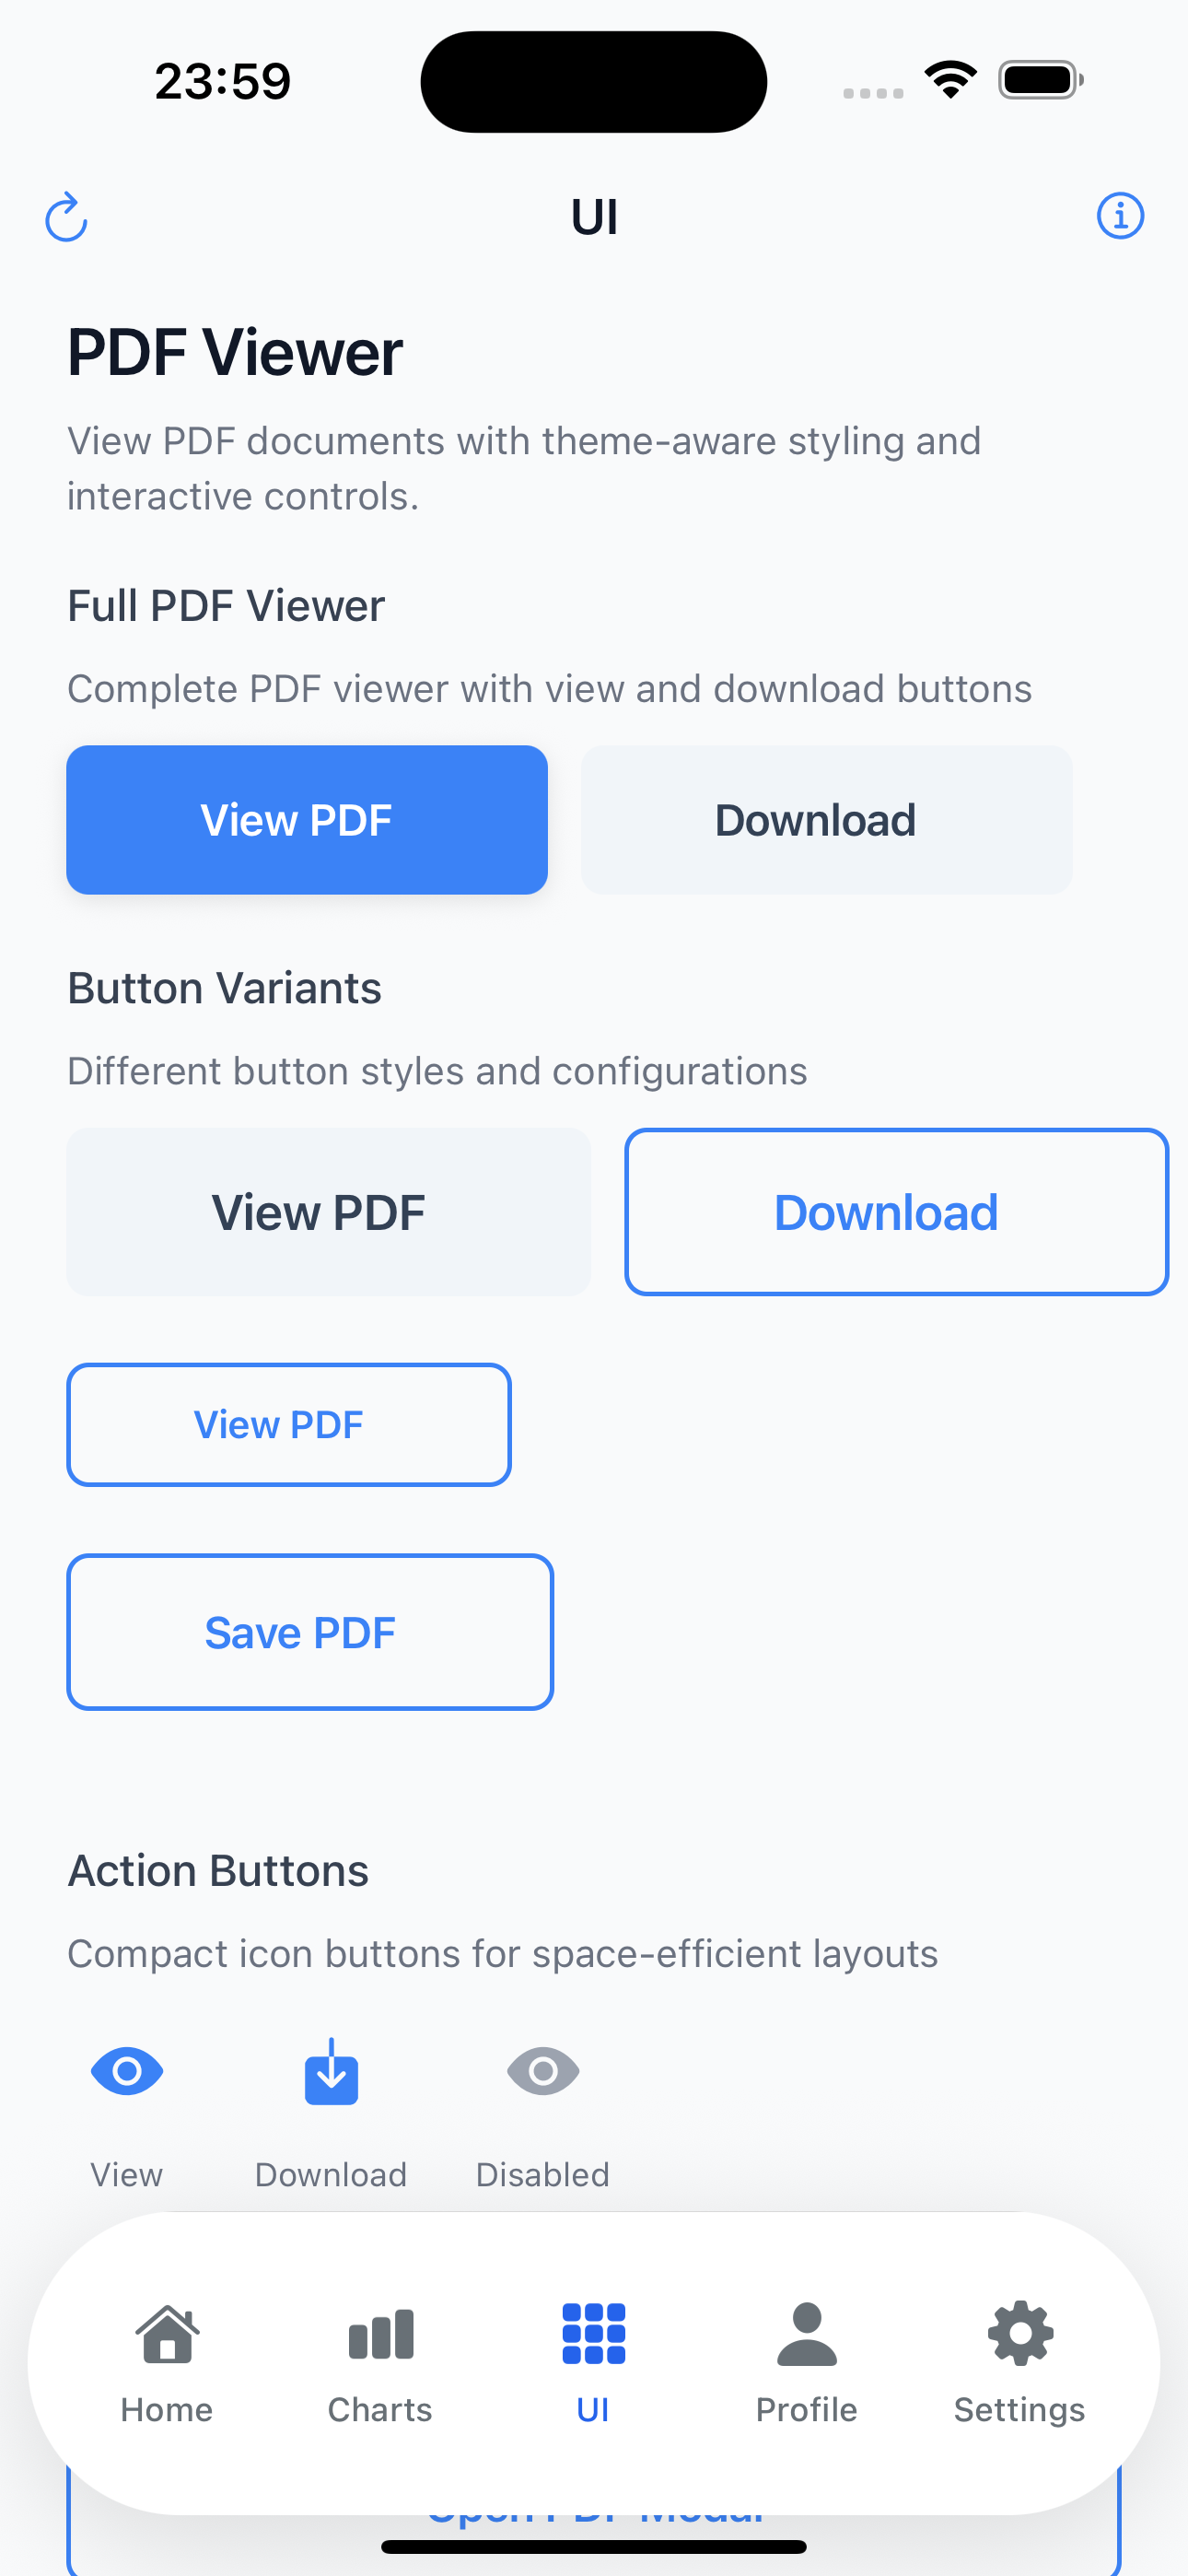 23:59
UI
PDF Viewer
View PDF documents with theme-aware styling and
interactive controls.
Full PDF Viewer
Complete PDF viewer with view and download buttons
View PDF
Download
Button Variants
Different button styles and configurations
View PDF
Download
View PDF
Save PDF
Action Buttons
Compact icon buttons for space-efficient layouts
View
Download
Disabled
Home
Charts
UI
Profile
Settings
Open PDF Modal